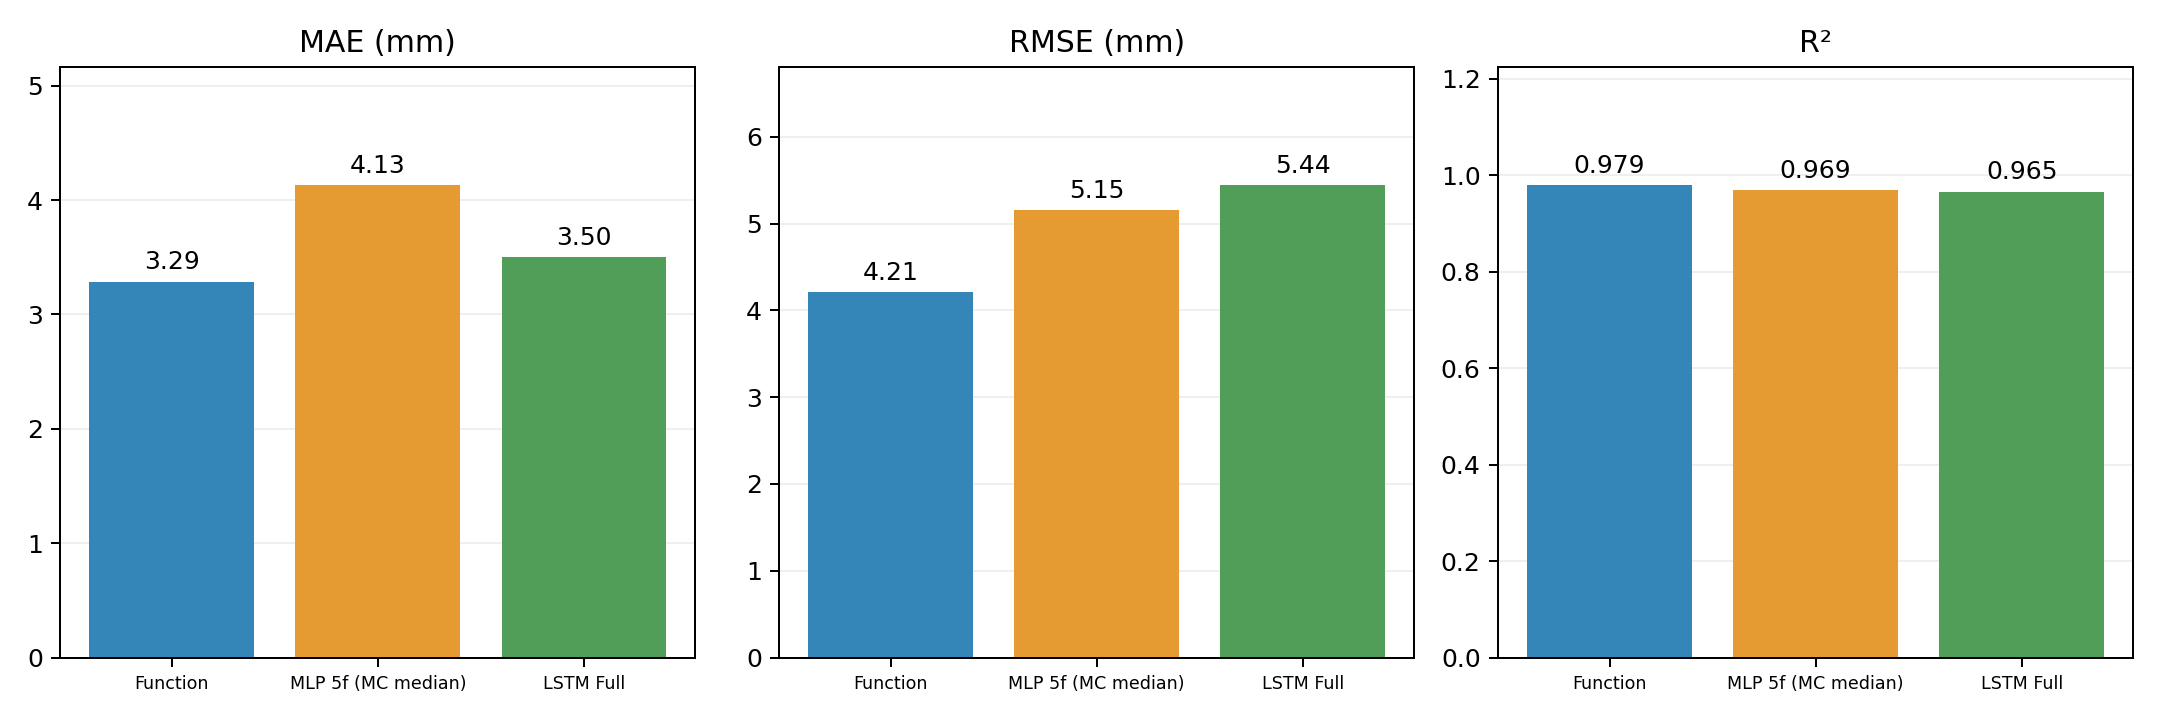 MAE (mm)
5
4
3
2
1
0
4.13
3.50
3.29
Function
MLP 5f (MC median)
LSTM Full
RMSE (mm)
6
5
4
3
2
1
0
5.44
5.15
4.21
Function
MLP 5f (MC median)
LSTM Full
R²
1.2
1.0
0.8
0.6
0.4
0.2
0.0
0.979
0.969
0.965
Function
MLP 5f (MC median)
LSTM Full